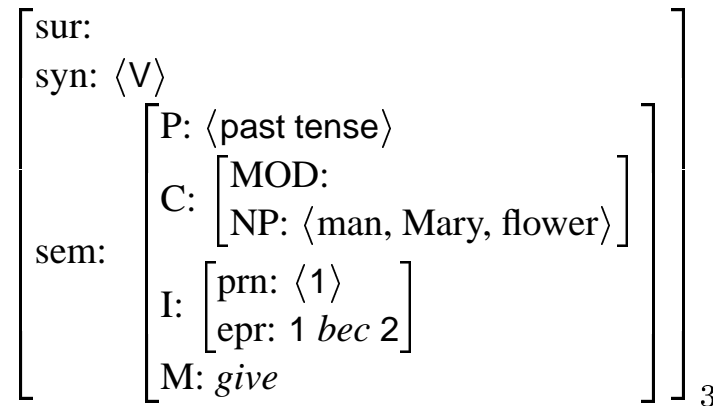 sur:
syn: ⟨V⟩
P: ⟨past tense⟩
C: MOD:
NP: ⟨man, Mary, flower⟩
sem:
I: prn: ⟨1⟩
epr: 1 bec 2
M: give
3